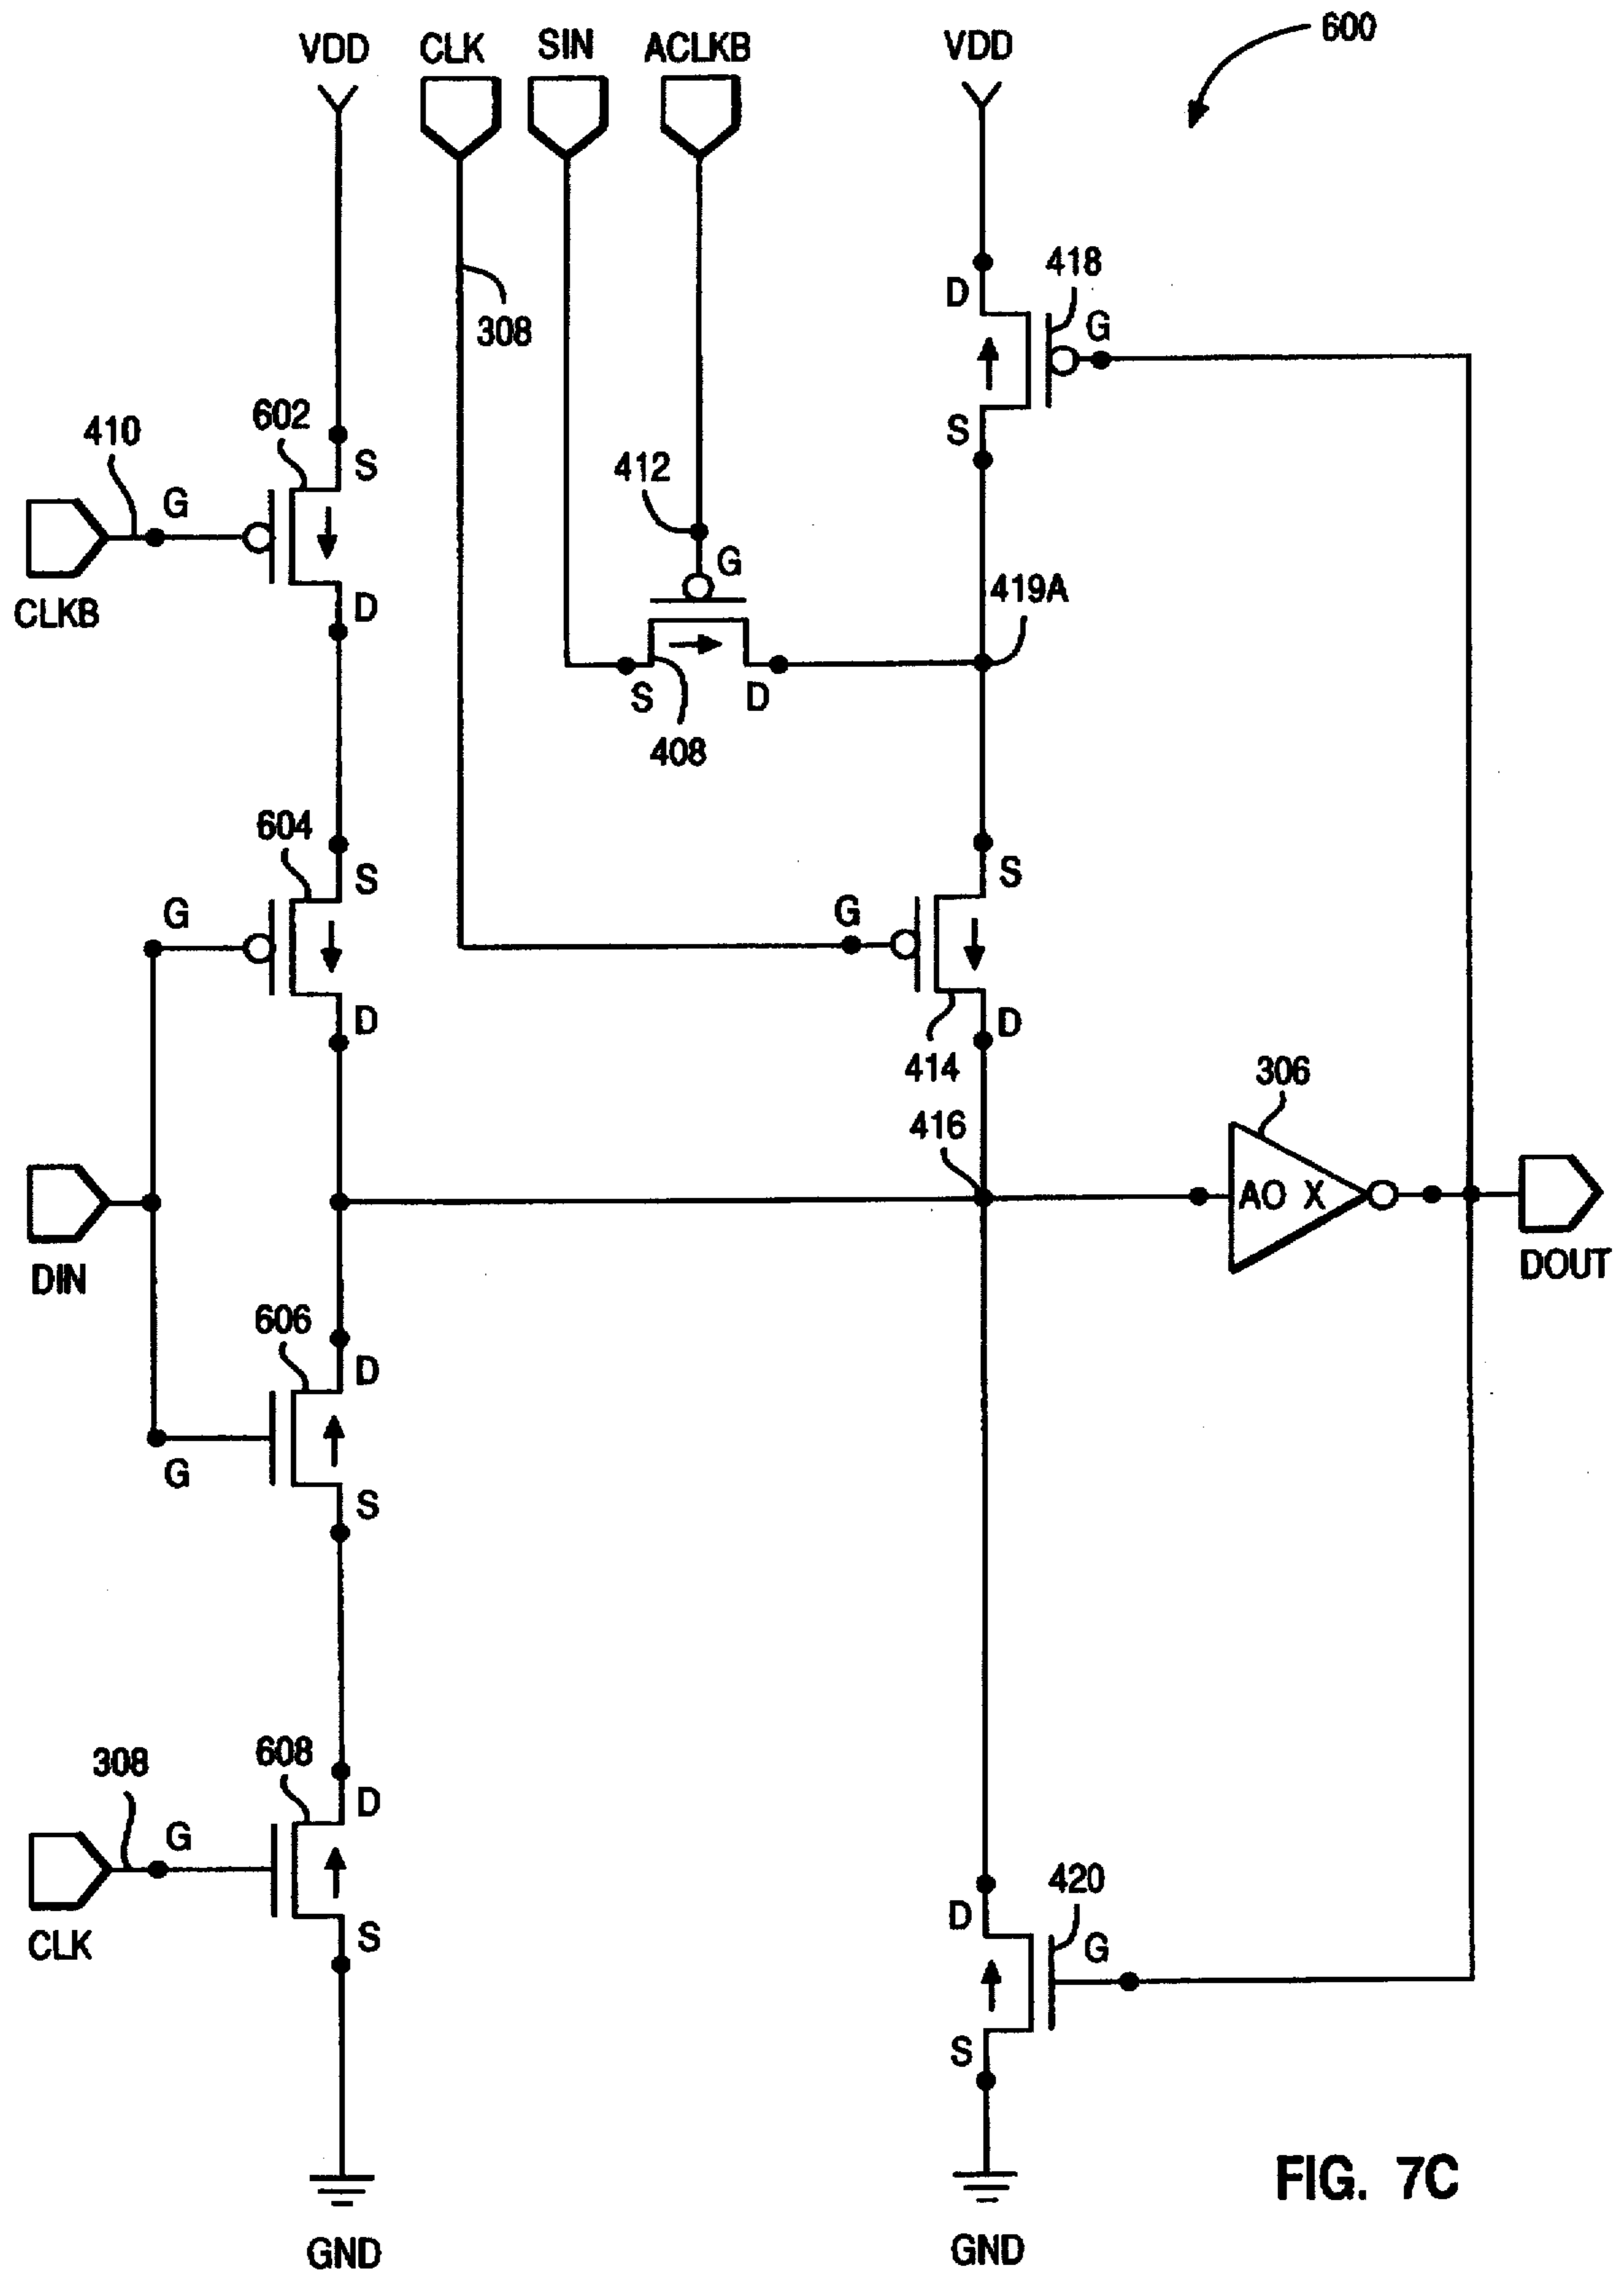 600
VDD CLK SIN ACLKB VDD
308
D
418
G
S
410
602
S
G
412
G
CLKB
D
419A
S
D
408
604
S
G
D
S
G
D
414
306
416
AO X
DIN
DOUT
606
D
G
S
308
608
D
G
CLK
S
420
D
G
S
GND
GND
FIG. 7C